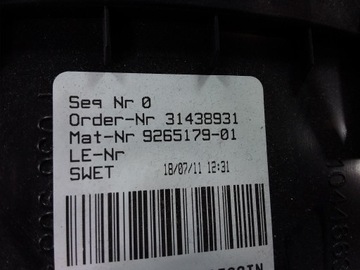 Seq Nr 0
Order-Nr 31438931
Mat-Nr 9265179-01
LE-Nr
SWET 18/07/11 12:31